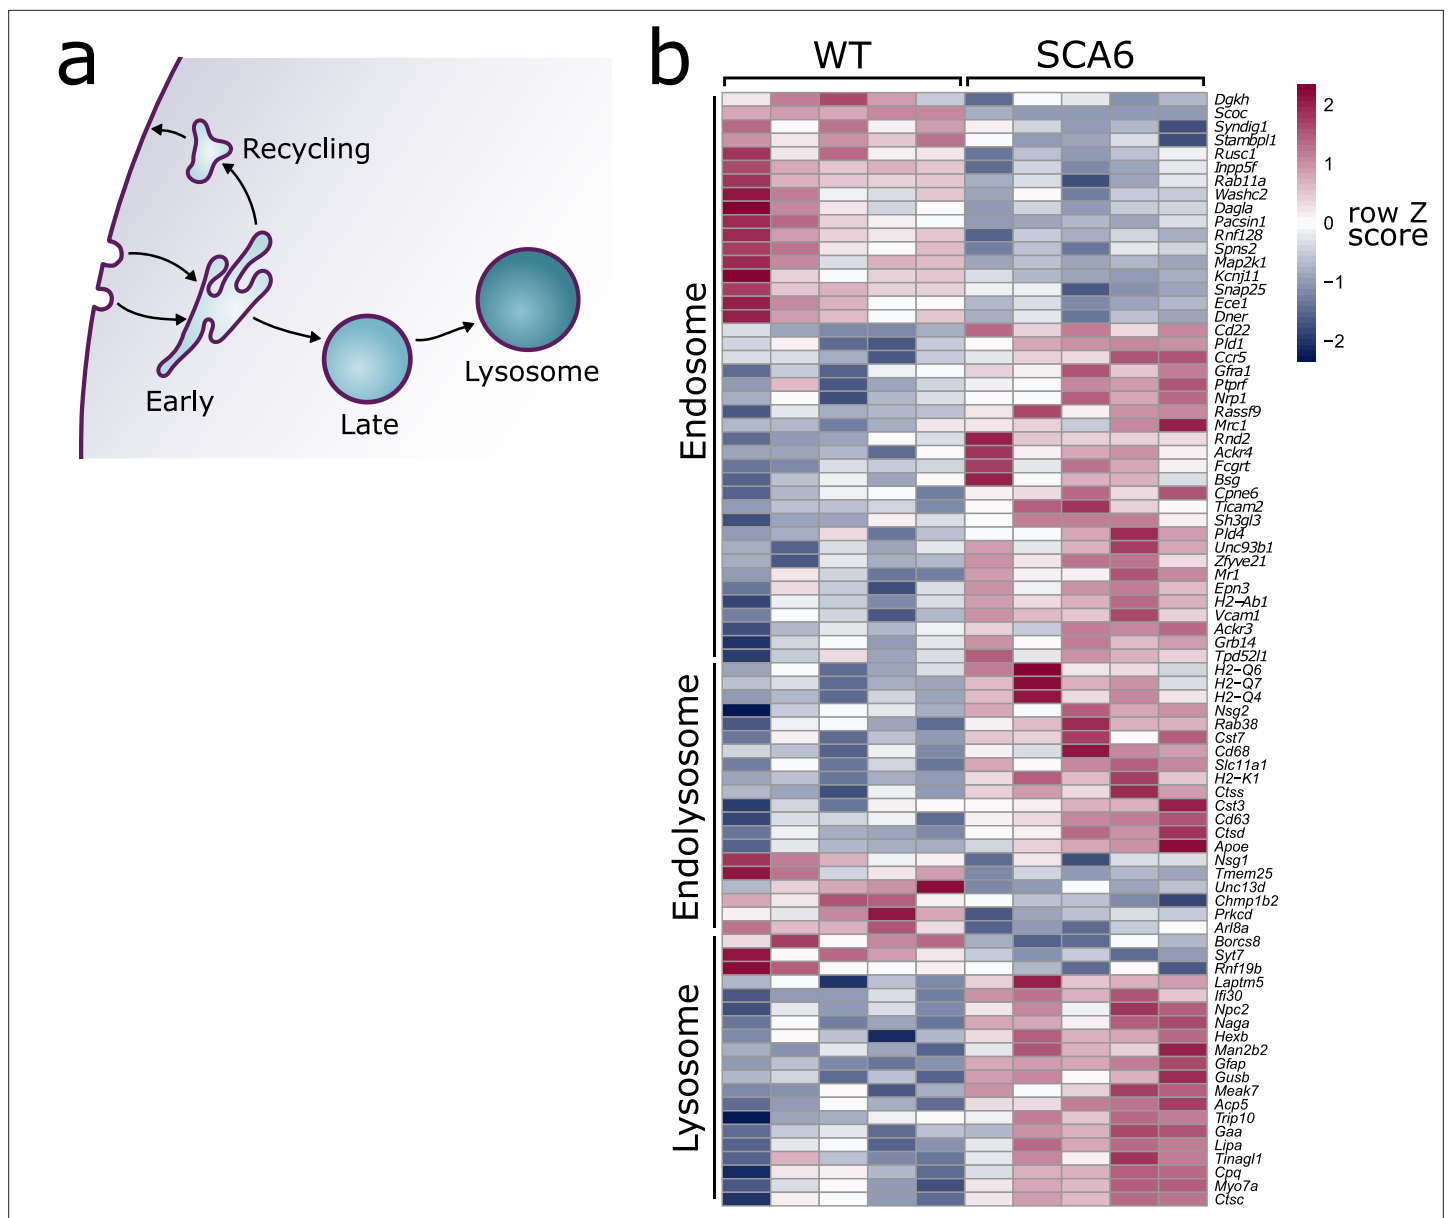 a
Recycling
Early
Late
Lysosome
b
WT
SCA6
Endosome
Endolysosome
Lysosome
Dgkh
Scoc
Syndig1
Stambpl1
Rusc1
Inpp5f
Rab11a
Washc2
Dagla
Pacsin1
Rnf128
Spns2
Map2k1
Kcnj11
Snap25
Ece1
Dner
Cd22
Pld1
Ccr5
Gfra1
Ptprf
Nrp1
Rassf9
Mrc1
Rnd2
Ackr4
Fcgrt
Bsg
Cpne6
Ticam2
Sh3gl3
Pld4
Unc93b1
Zfyve21
Mr1
Epn3
H2−Ab1
Vcam1
Ackr3
Grb14
Tpd52l1
H2−Q6
H2−Q7
H2−Q4
Nsg2
Rab38
Cst7
Cd68
Slc11a1
H2−K1
Ctss
Cst3
Cd63
Ctsd
Apoe
Nsg1
Tmem25
Unc13d
Chmp1b2
Prkcd
Arl8a
Borcs8
Syt7
Rnf19b
Laptm5
Ifi30
Npc2
Naga
Hexb
Man2b2
Gfap
Gusb
Meak7
Acp5
Trip10
Gaa
Lipa
Tinagl1
Cpq
Myo7a
Ctsc
2
1
0
−1
−2
row Z
score